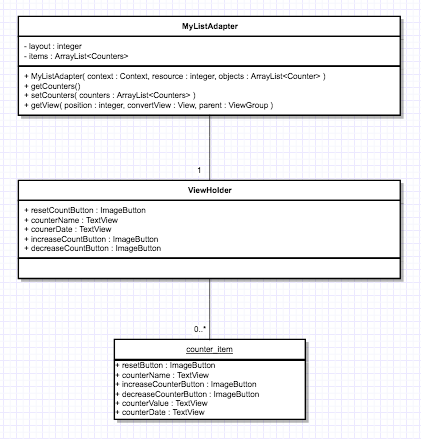 MyListAdapter
- layout : integer
- items : ArrayList<Counters>
+ MyListAdapter( context : Context, resource : integer, objects : ArrayList<Counter> )
+ getCounters()
+ setCounters( counters : ArrayList<Counters> )
+ getView( position : integer, convertView : View, parent : ViewGroup )
1
ViewHolder
+ resetCountButton : ImageButton
+ counterName : TextView
+ counerDate : TextView
+ increaseCountButton : ImageButton
+ decreaseCountButton : ImageButton
0..*
counter_item
+ resetButton : ImageButton
+ counterName : TextView
+ increaseCounterButton : ImageButton
+ decreaseCounterButton : ImageButton
+ counterValue : TextView
+ counterDate : TextView